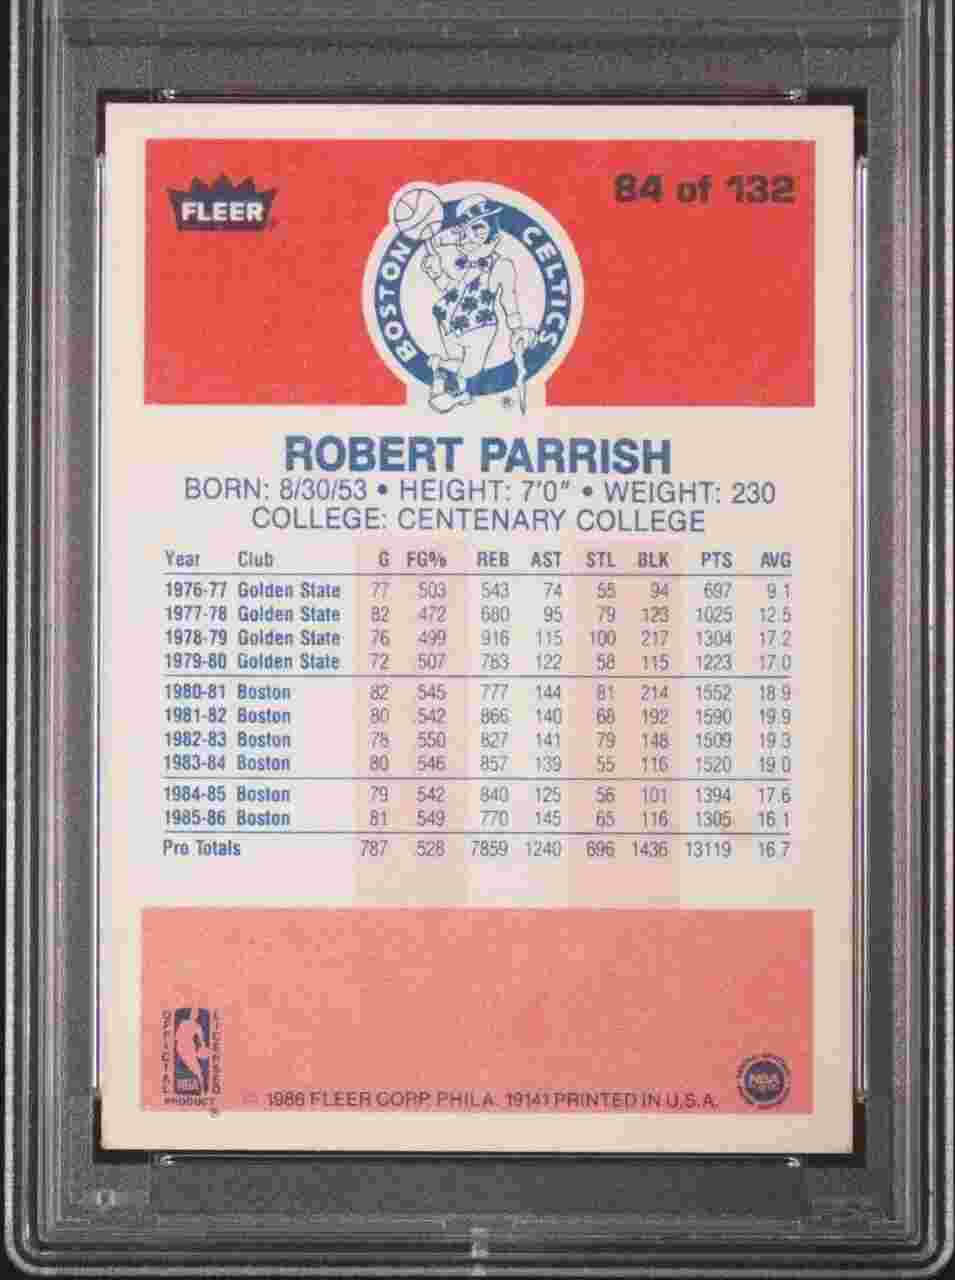 FLEER
84 of 132
BOSTON CELTICS
®
ROBERT PARRISH
BORN: 8/30/53 • HEIGHT: 7'0" • WEIGHT: 230
COLLEGE: CENTENARY COLLEGE
Year Club G FG% REB AST STL BLK PTS AVG
1976-77 Golden State 77 .503 543 74 55 94 697 9.1
1977-78 Golden State 82 .472 680 95 79 123 1025 12.5
1978-79 Golden State 76 .499 916 115 100 217 1304 17.2
1979-80 Golden State 72 .507 783 122 58 115 1223 17.0
1980-81 Boston 82 .545 777 144 81 214 1552 18.9
1981-82 Boston 80 .542 866 140 68 192 1590 19.9
1982-83 Boston 78 .550 827 141 79 148 1509 19.3
1983-84 Boston 80 .546 857 139 55 116 1520 19.0
1984-85 Boston 79 .542 840 125 56 101 1394 17.6
1985-86 Boston 81 .549 770 145 65 116 1305 16.1
Pro Totals 787 .528 7859 1240 696 1436 13119 16.7
OFFICIAL LICENSED
NBA
PRODUCT
®
© 1986 FLEER CORP. PHILA. 19141 PRINTED IN U.S.A.
NBA